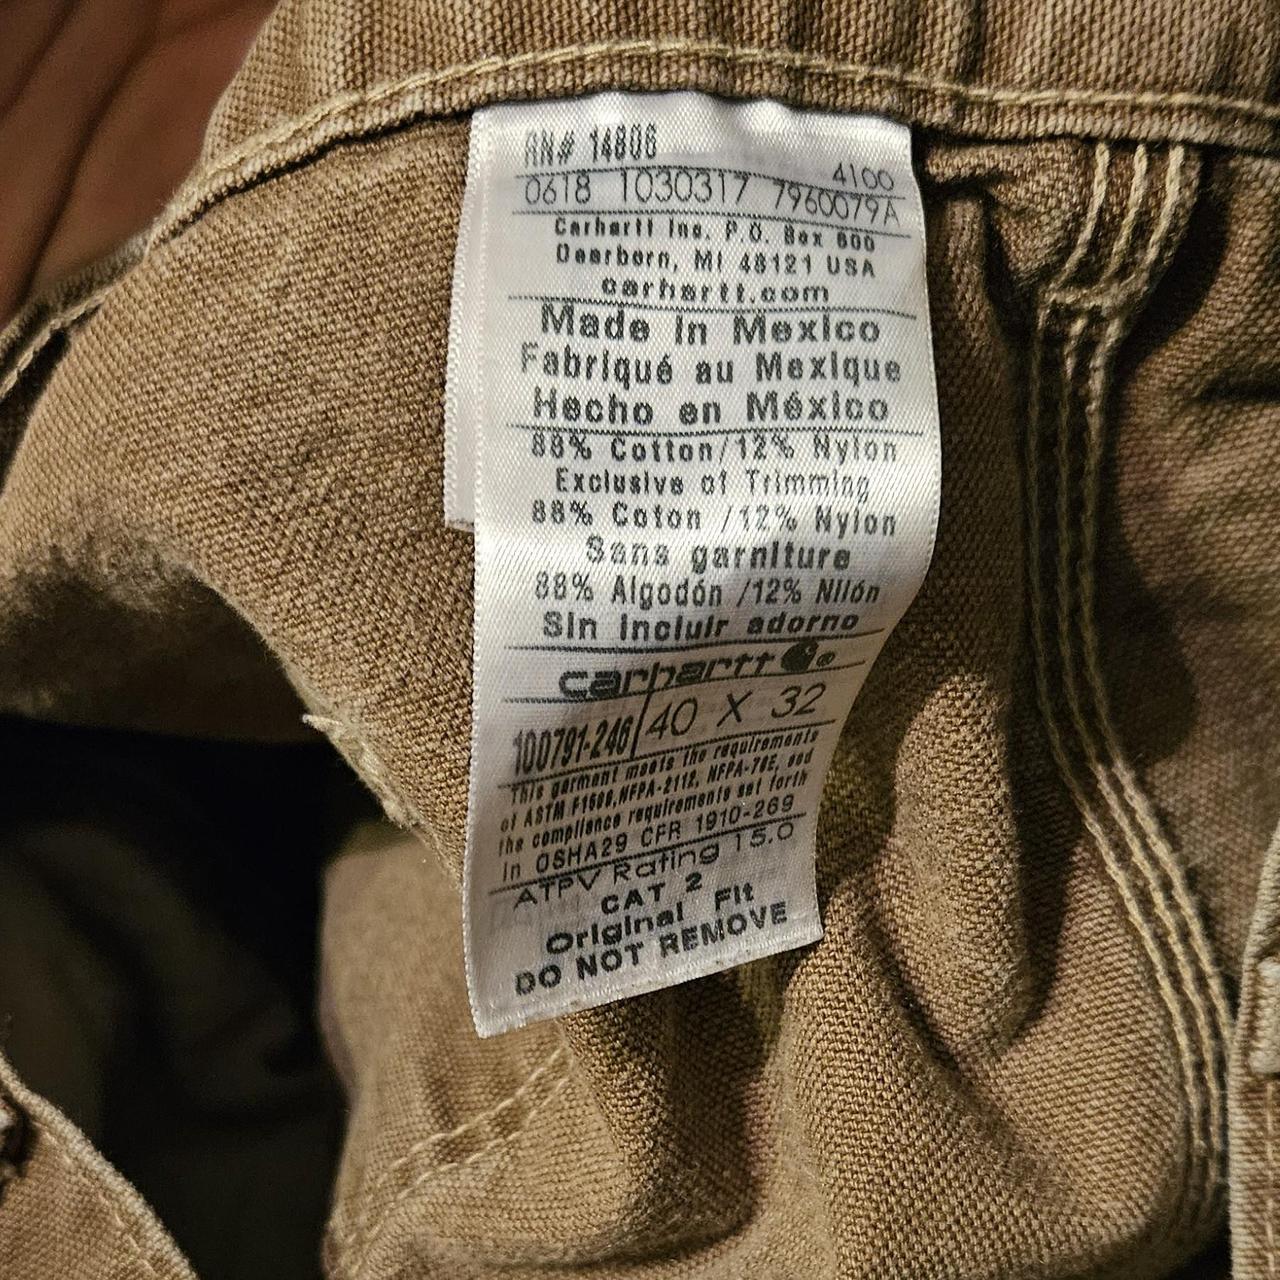 RN# 14806
4100
0618 1030317 7960079A
Carhartt Inc. P.O. Box 600
Dearborn, MI 48121 USA
carhartt.com
Made in Mexico
Fabriqué au Mexique
Hecho en México
88% Cotton/12% Nylon
Exclusive of Trimming
88% Coton /12% Nylon
Sans garniture
88% Algodón /12% Nilón
Sin incluir adorno
carhartt ®
100791-246 40 X 32
This garment meets the requirements
of ASTM F1506, NFPA-2112, NFPA-70E, and
the compliance requirements set forth
in OSHA29 CFR 1910-269
ATPV Rating 15.0
CAT 2
Original Fit
DO NOT REMOVE